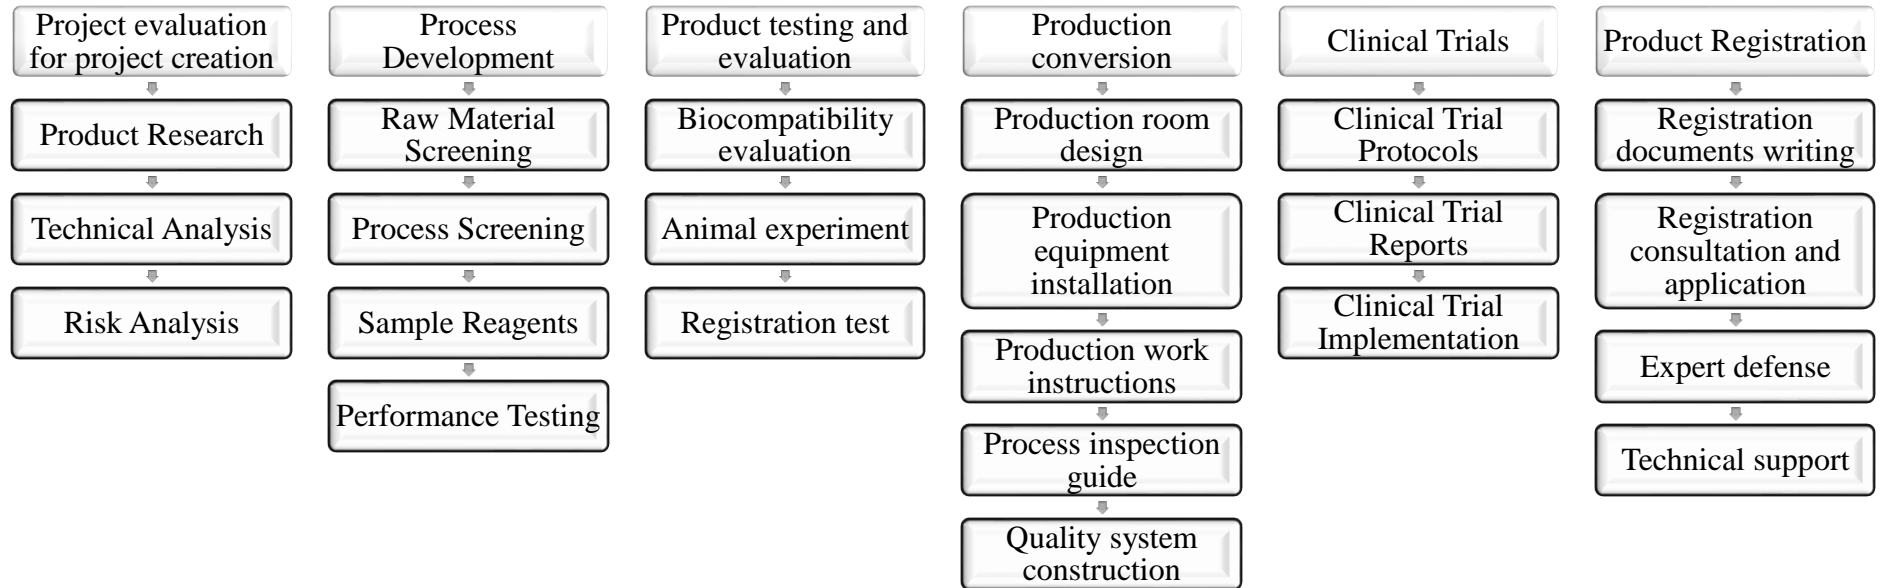 Project evaluation
for project creation
Product Research
Technical Analysis
Risk Analysis
Process
Development
Raw Material
Screening
Process Screening
Sample Reagents
Performance Testing
Product testing and
evaluation
Biocompatibility
evaluation
Animal experiment
Registration test
Production
conversion
Production room
design
Production
equipment
installation
Production work
instructions
Process inspection
guide
Quality system
construction
Clinical Trials
Clinical Trial
Protocols
Clinical Trial
Reports
Clinical Trial
Implementation
Product Registration
Registration
documents writing
Registration
consultation and
application
Expert defense
Technical support